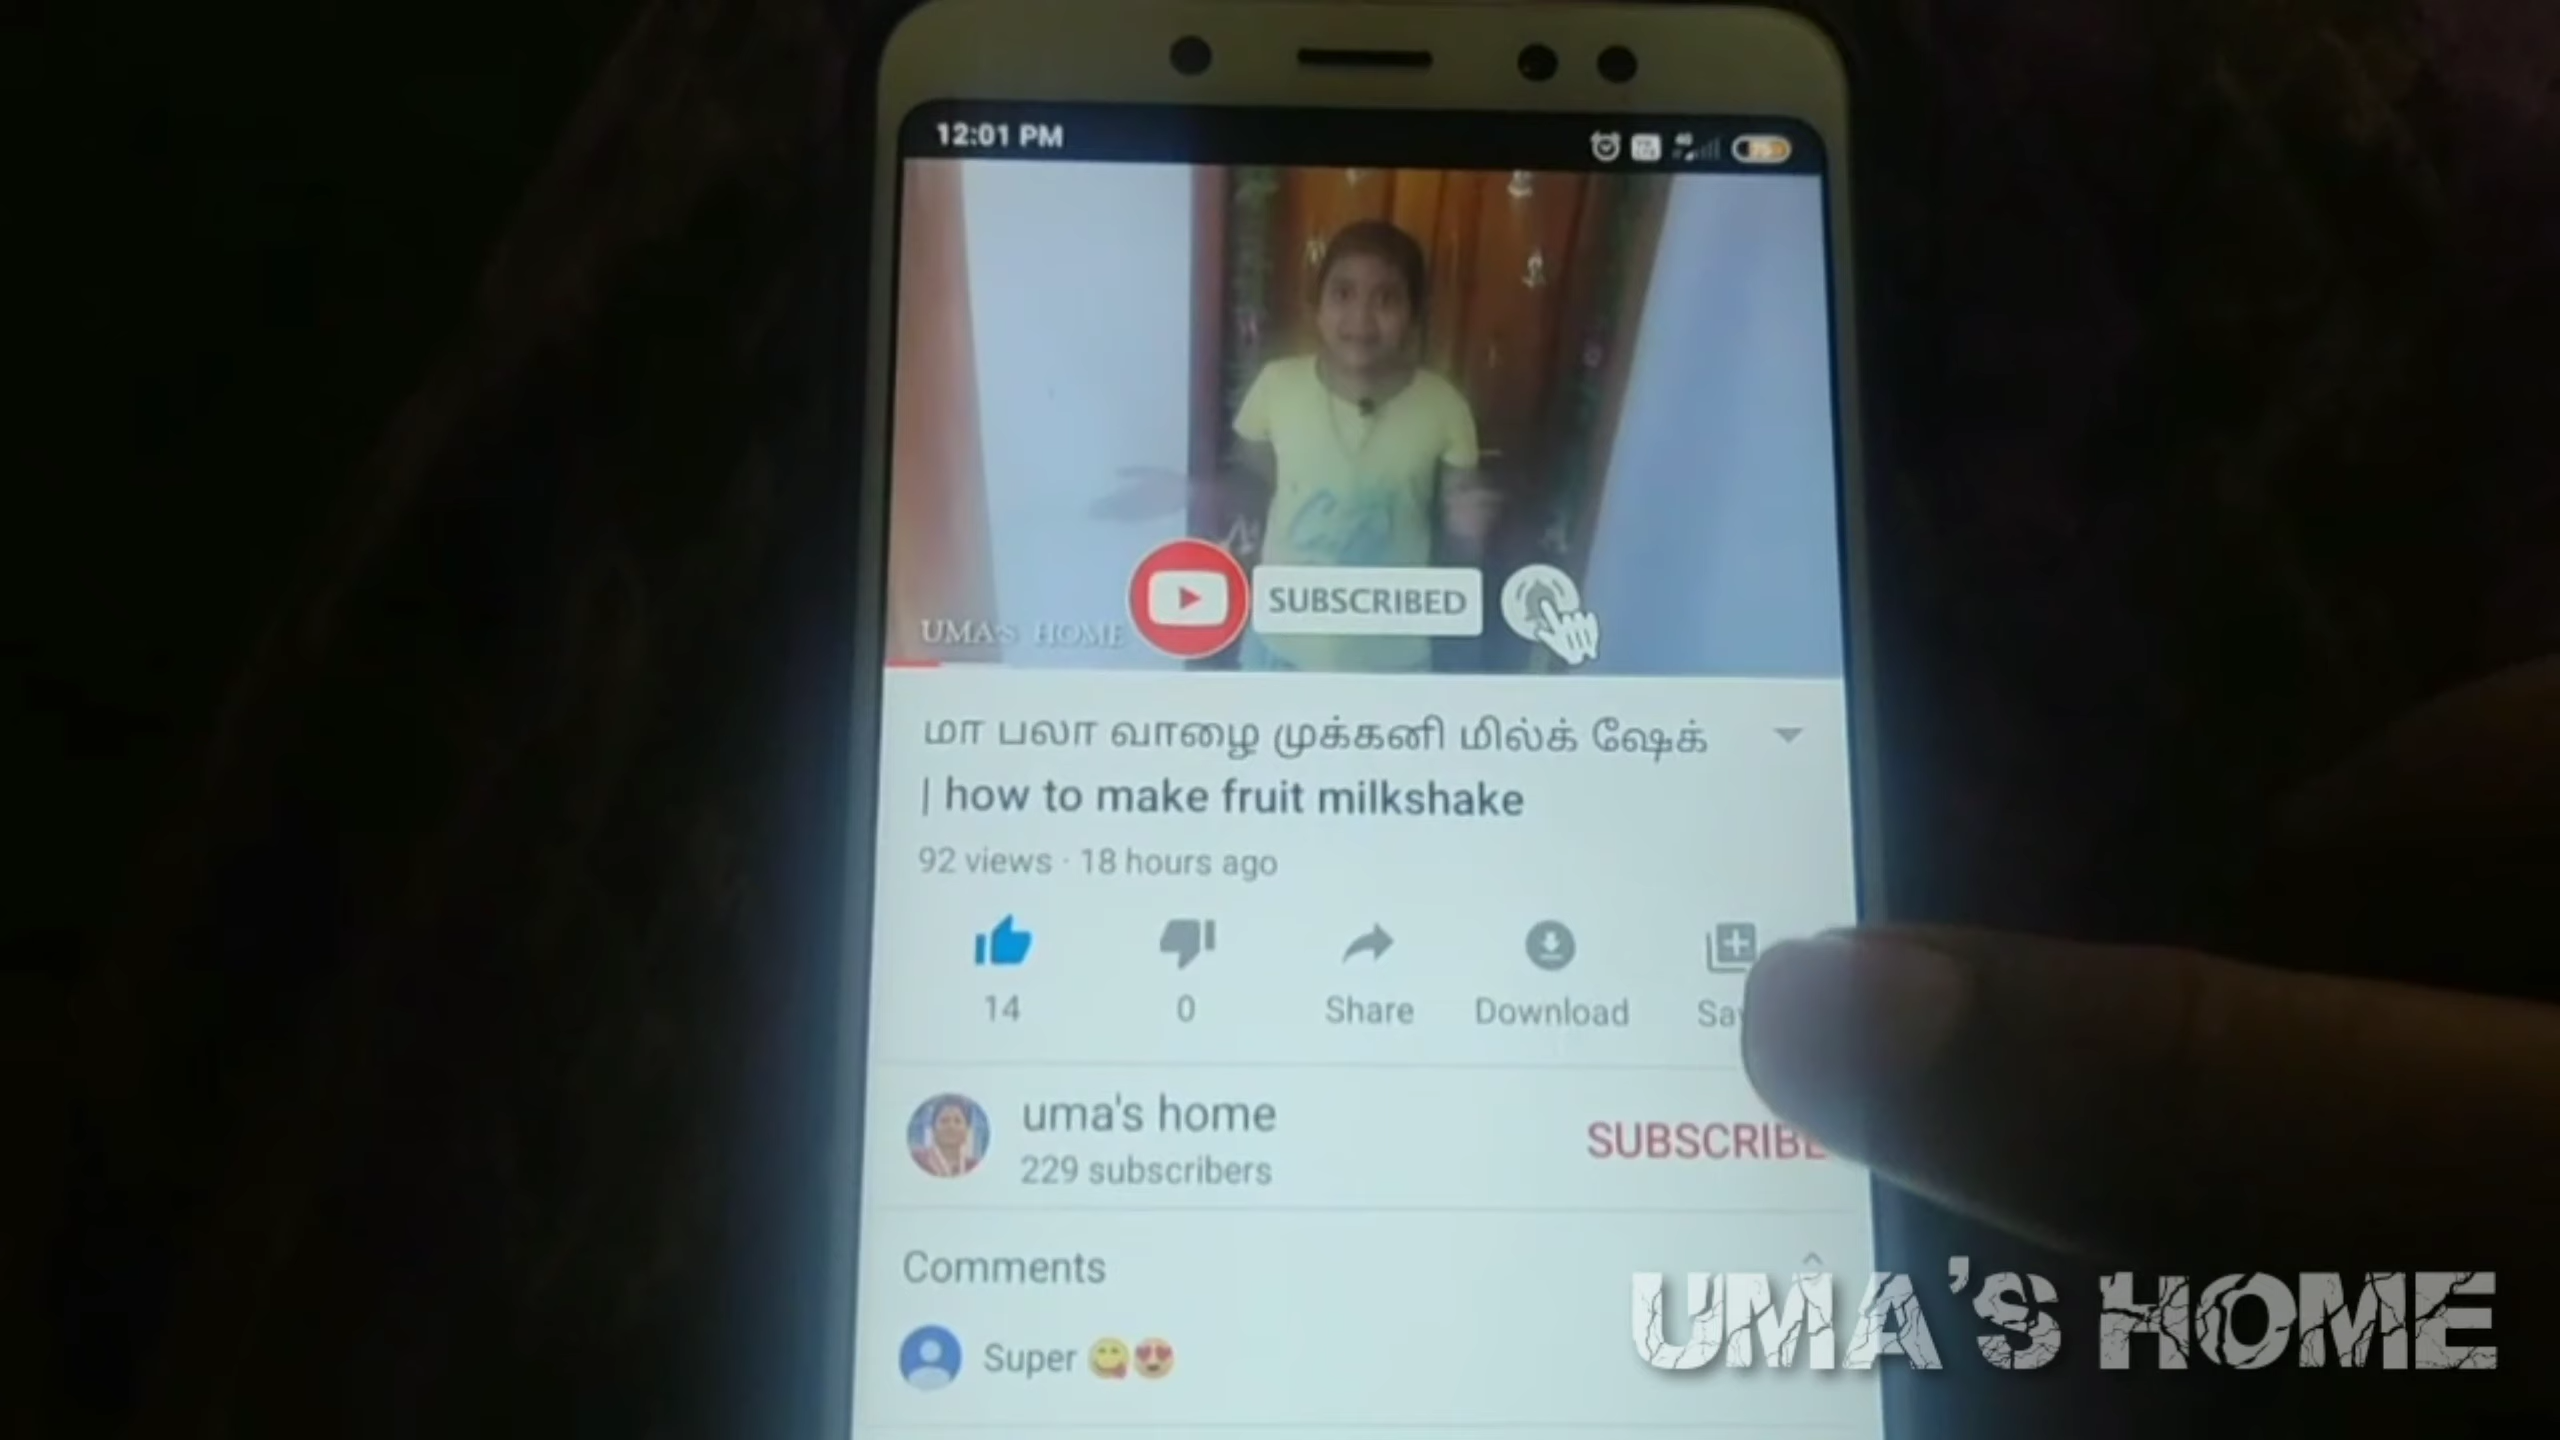 12:01 PM
UMA'S HOME
SUBSCRIBED
மா பலா வாழை முக்கனி மில்க் ஷேக்
| how to make fruit milkshake
92 views · 18 hours ago
14
0
Share
Download
uma's home
229 subscribers
SUBSCRIBE
Comments
Super 😋😍
UMA'S HOME